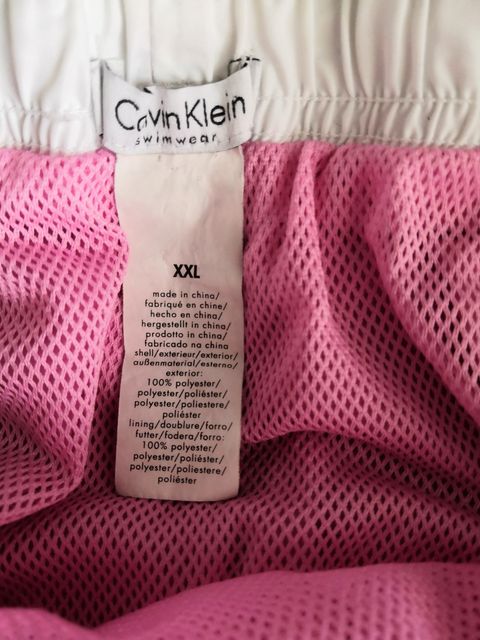 Calvin Klein
swimwear
XXL
made in china/
fabriqué en chine/
hecho en china/
hergestellt in china/
prodotto in china/
fabricado na china
shell/exterieur/exterior/
außenmaterial/esterno/
exterior:
100% polyester/
polyester/poliéster/
polyester/poliestere/
poliéster
lining/doublure/forro/
futter/fodera/forro:
100% polyester/
polyester/poliéster/
polyester/poliestere/
poliéster